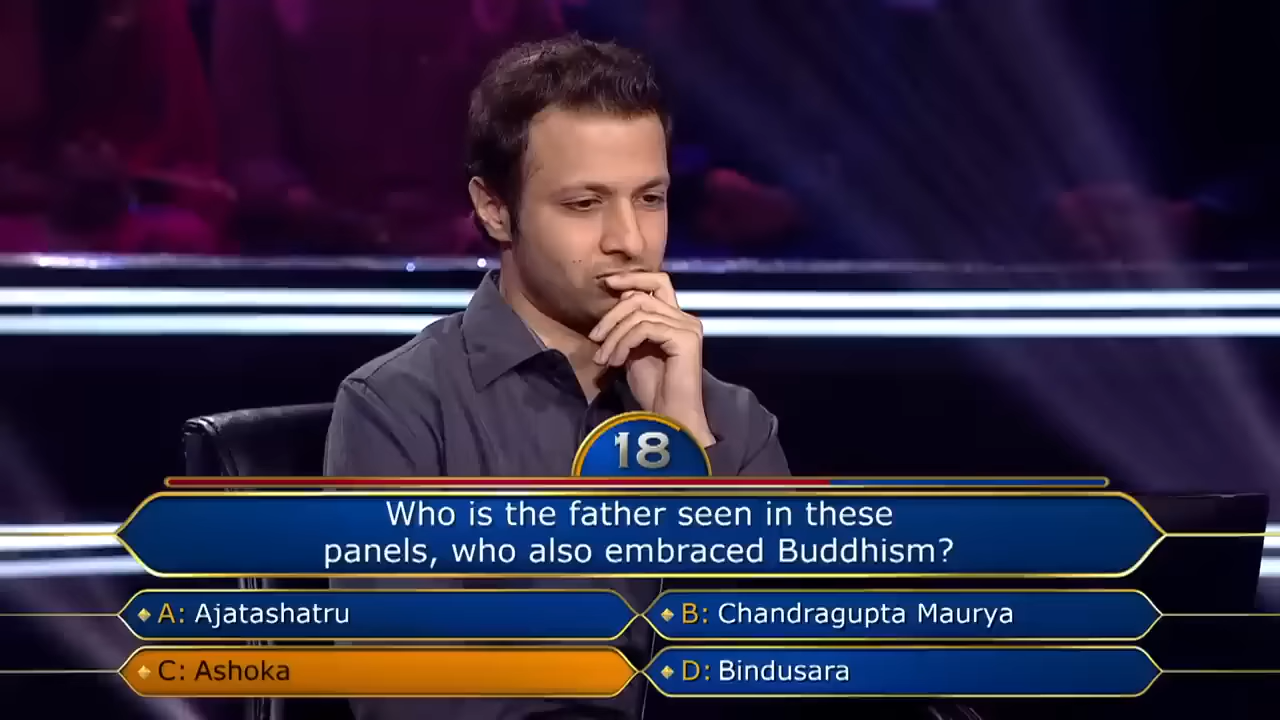 18
Who is the father seen in these
panels, who also embraced Buddhism?
A: Ajatashatru
B: Chandragupta Maurya
C: Ashoka
D: Bindusara